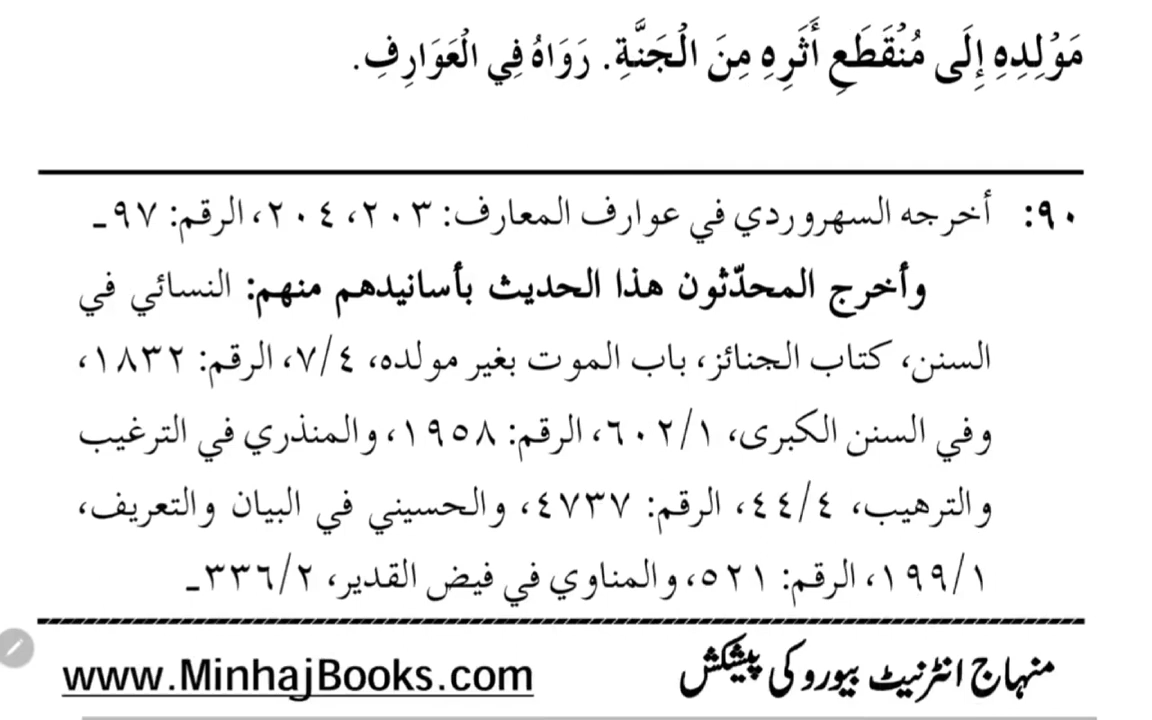 مَوْلِدِهِ إِلَى مُنْقَطَعِ أَثَرِهِ مِنَ الْجَنَّةِ. رَوَاهُ فِي الْعَوَارِفِ.
٩٠: أخرجه السهروردي في عوارف المعارف: ٢٠٣، ٢٠٤، الرقم: ٩٧ـ
وأخرج المحدّثون هذا الحديث بأسانيدهم منهم: النسائي في
السنن، كتاب الجنائز، باب الموت بغير مولده، ٤/٧، الرقم: ١٨٣٢،
وفي السنن الكبرى، ١/٦٠٢، الرقم: ١٩٥٨، والمنذري في الترغيب
والترهيب، ٤/٤٤، الرقم: ٤٧٣٧، والحسيني في البيان والتعريف،
١/١٩٩، الرقم: ٥٢١، والمناوي في فيض القدير، ٢/٣٣٦ـ
منہاج انٹرنیٹ بیورو کی پیشکش www.MinhajBooks.com